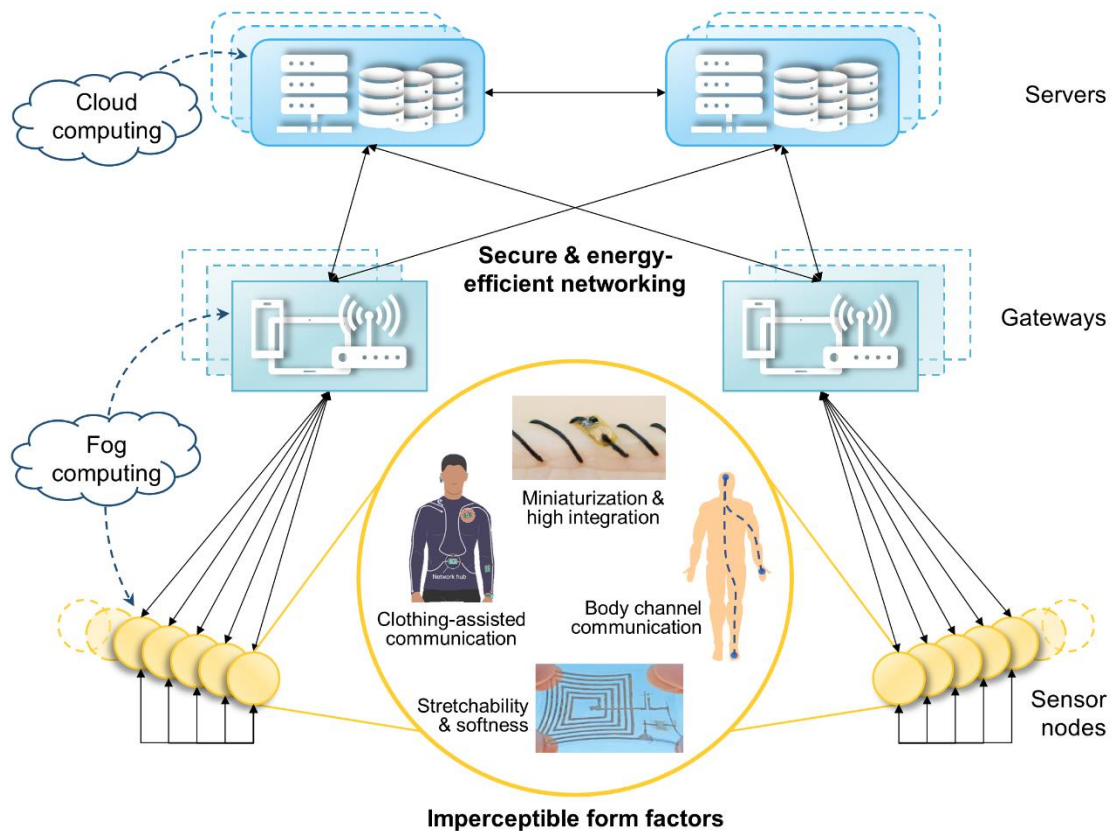 Cloud
computing
Servers
Secure & energy-
efficient networking
Gateways
Fog
computing
Miniaturization &
high integration
Network hub
Clothing-assisted
communication
Body channel
communication
Stretchability
& softness
Sensor
nodes
Imperceptible form factors